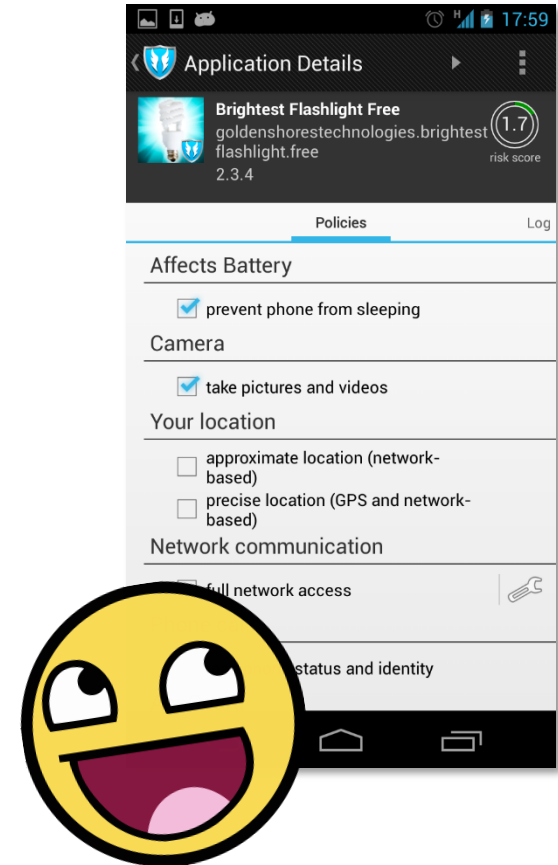 H 17:59
Application Details
Brightest Flashlight Free
goldenshorestechnologies.brightest
flashlight.free
2.3.4
1.7
risk score
Policies Log
Affects Battery
prevent phone from sleeping
Camera
take pictures and videos
Your location
approximate location (network-
based)
precise location (GPS and network-
based)
Network communication
full network access
status and identity